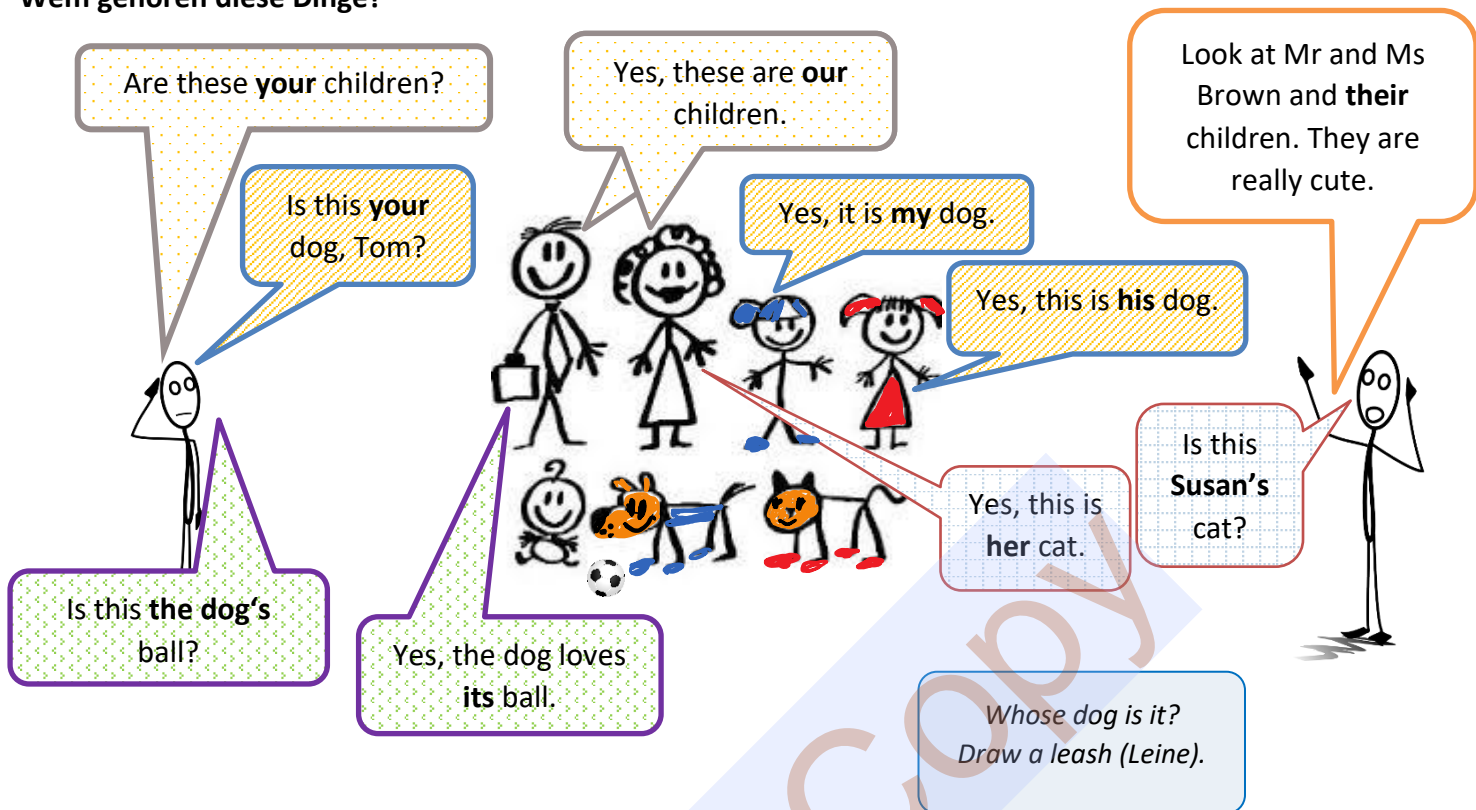 Wem gehören diese Dinge?
Are these your children?
Yes, these are our
children.
Look at Mr and Ms
Brown and their
children. They are
really cute.
Is this your
dog, Tom?
Yes, it is my dog.
Yes, this is his dog.
Is this
Susan's
cat?
Yes, this is
her cat.
Is this the dog‘s
ball?
Yes, the dog loves
its ball.
Whose dog is it?
Draw a leash (Leine).
Copy